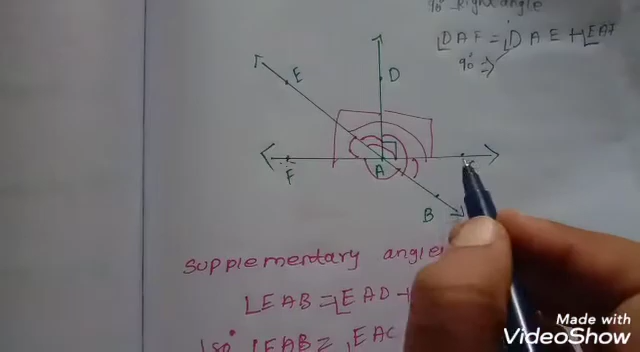 90° Right angle
∠DAF = ∠DAE + ∠EAF
90° ⇒
E
D
F
A
B
supplementary angle
∠EAB = ∠EAD +
180° ∠EAB = ∠EAC
Made with
VideoShow